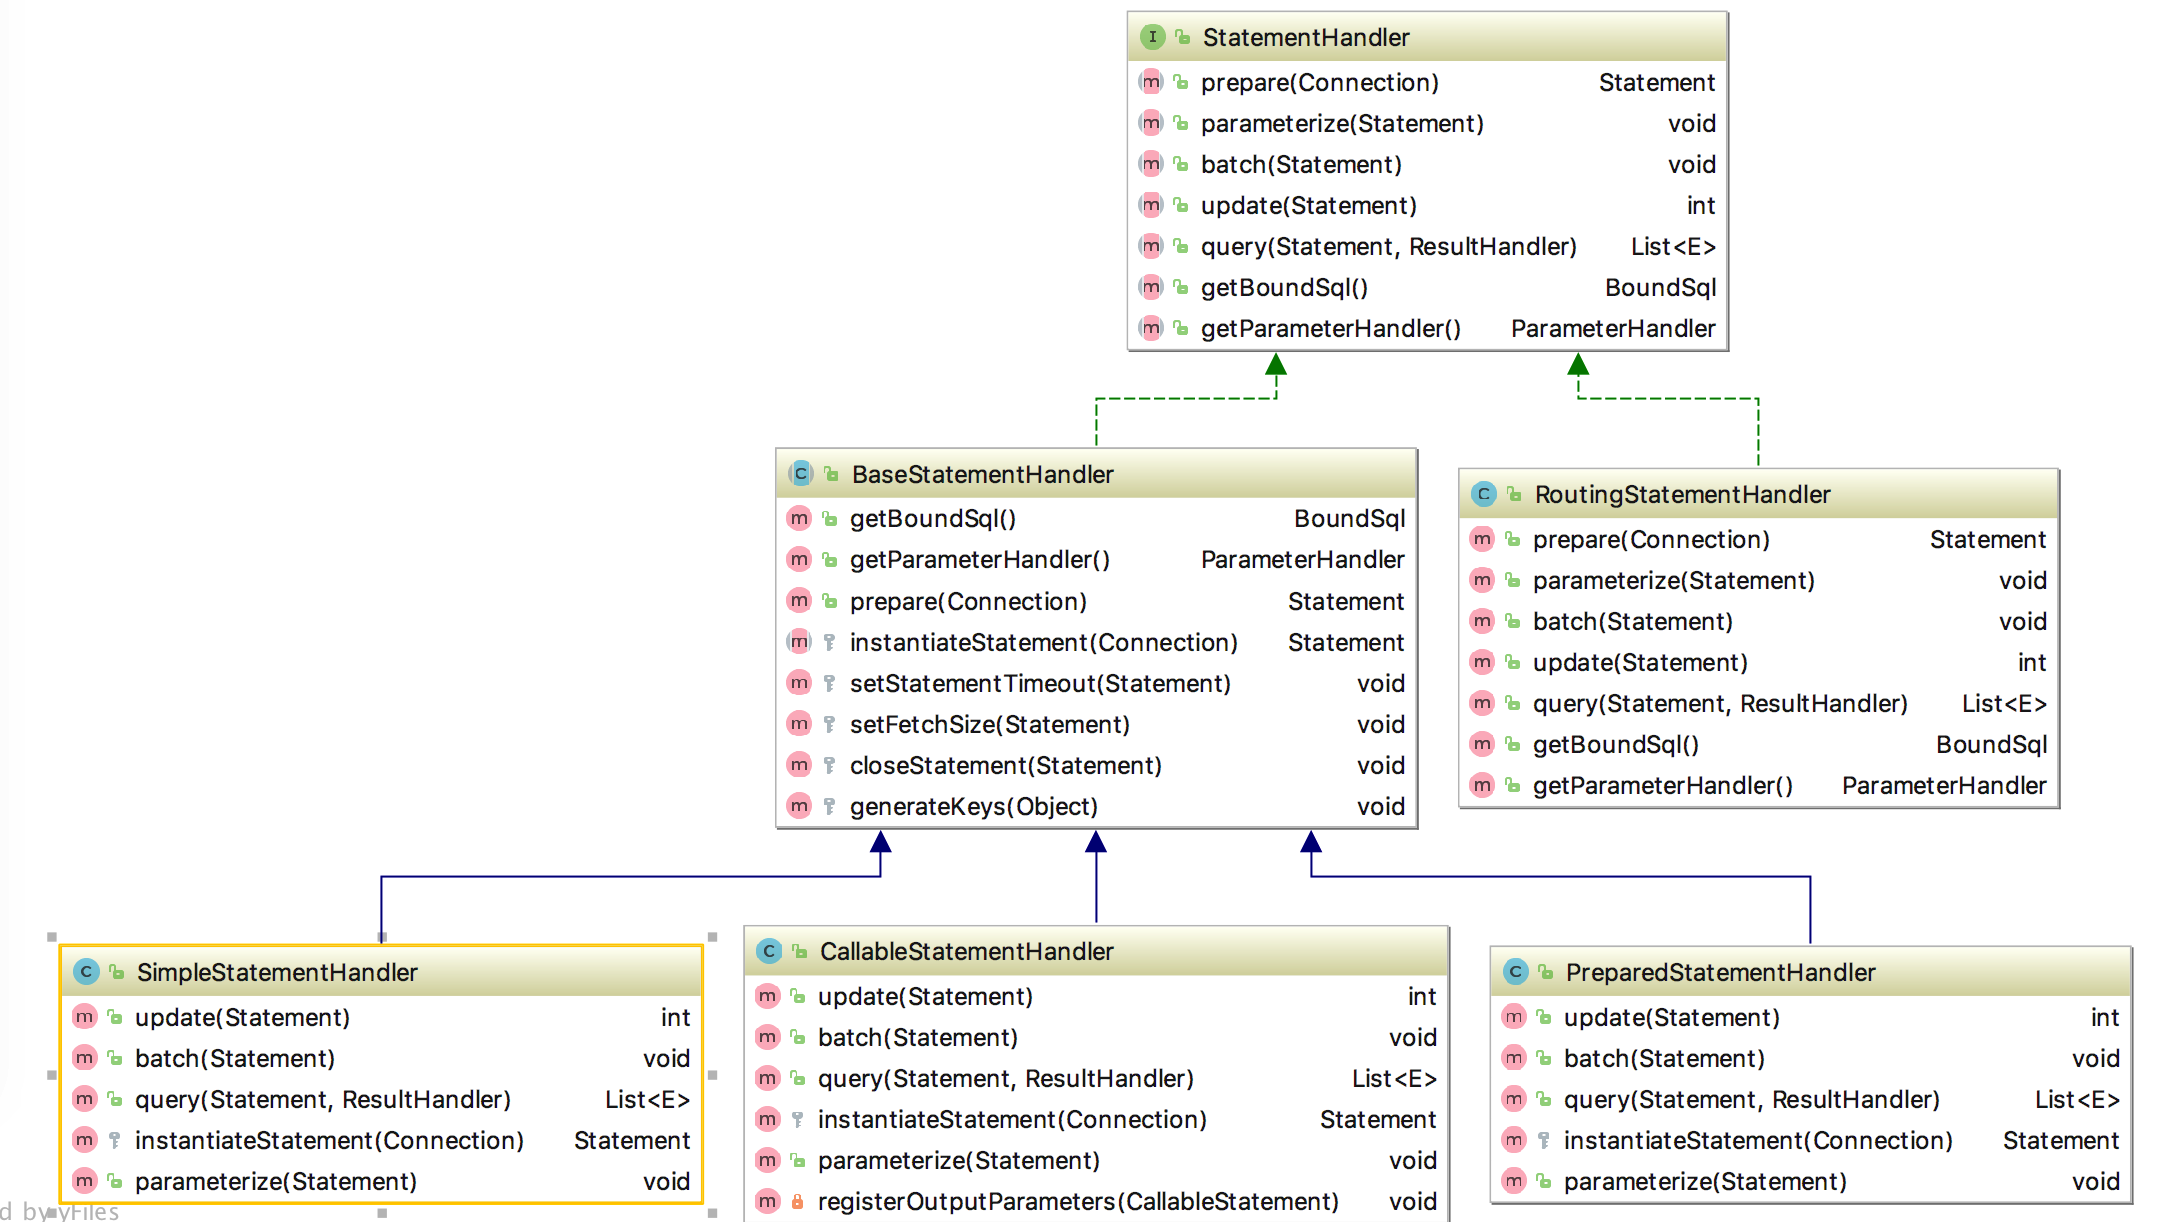 StatementHandler
prepare(Connection) Statement
parameterize(Statement) void
batch(Statement) void
update(Statement) int
query(Statement, ResultHandler) List<E>
getBoundSql() BoundSql
getParameterHandler() ParameterHandler
BaseStatementHandler
getBoundSql() BoundSql
getParameterHandler() ParameterHandler
prepare(Connection) Statement
instantiateStatement(Connection) Statement
setStatementTimeout(Statement) void
setFetchSize(Statement) void
closeStatement(Statement) void
generateKeys(Object) void
RoutingStatementHandler
prepare(Connection) Statement
parameterize(Statement) void
batch(Statement) void
update(Statement) int
query(Statement, ResultHandler) List<E>
getBoundSql() BoundSql
getParameterHandler() ParameterHandler
SimpleStatementHandler
update(Statement) int
batch(Statement) void
query(Statement, ResultHandler) List<E>
instantiateStatement(Connection) Statement
parameterize(Statement) void
CallableStatementHandler
update(Statement) int
batch(Statement) void
query(Statement, ResultHandler) List<E>
instantiateStatement(Connection) Statement
parameterize(Statement) void
registerOutputParameters(CallableStatement) void
PreparedStatementHandler
update(Statement) int
batch(Statement) void
query(Statement, ResultHandler) List<E>
instantiateStatement(Connection) Statement
parameterize(Statement) void
d by yFiles